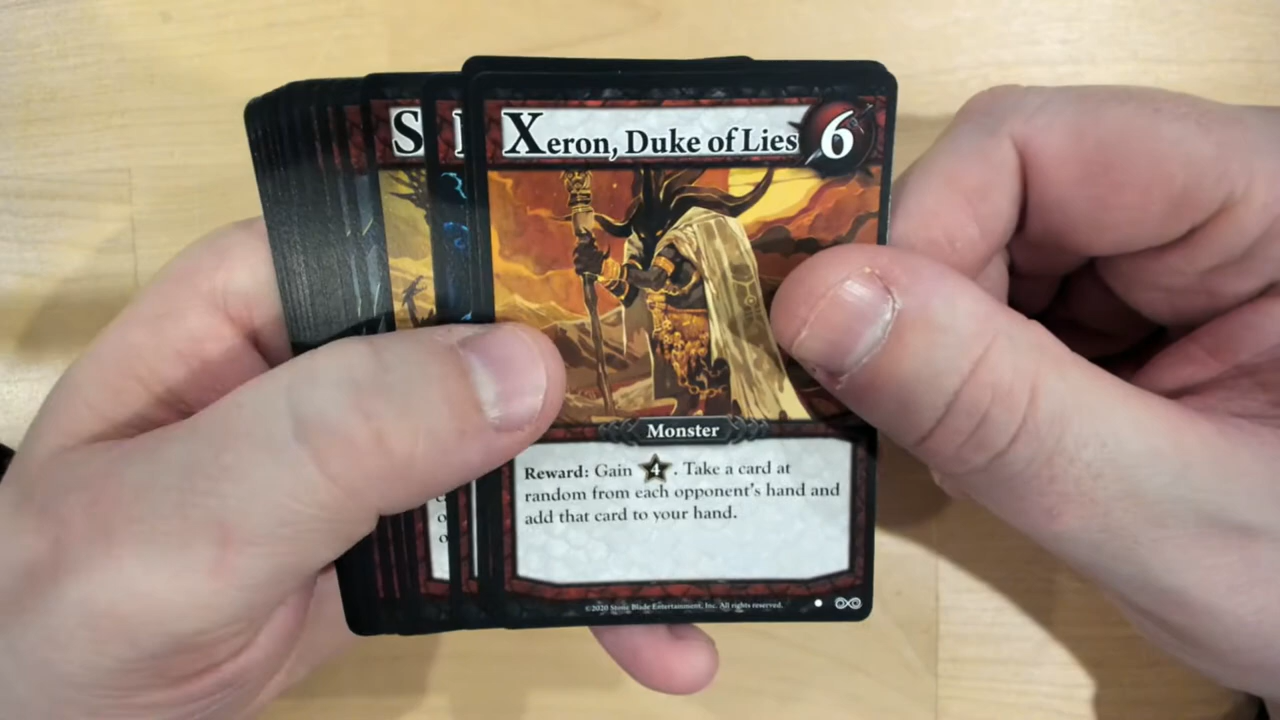 S
Xeron, Duke of Lies 6
Monster
Reward: Gain 4. Take a card at
random from each opponent's hand and
add that card to your hand.
©2020 Stone Blade Entertainment, Inc. All rights reserved.